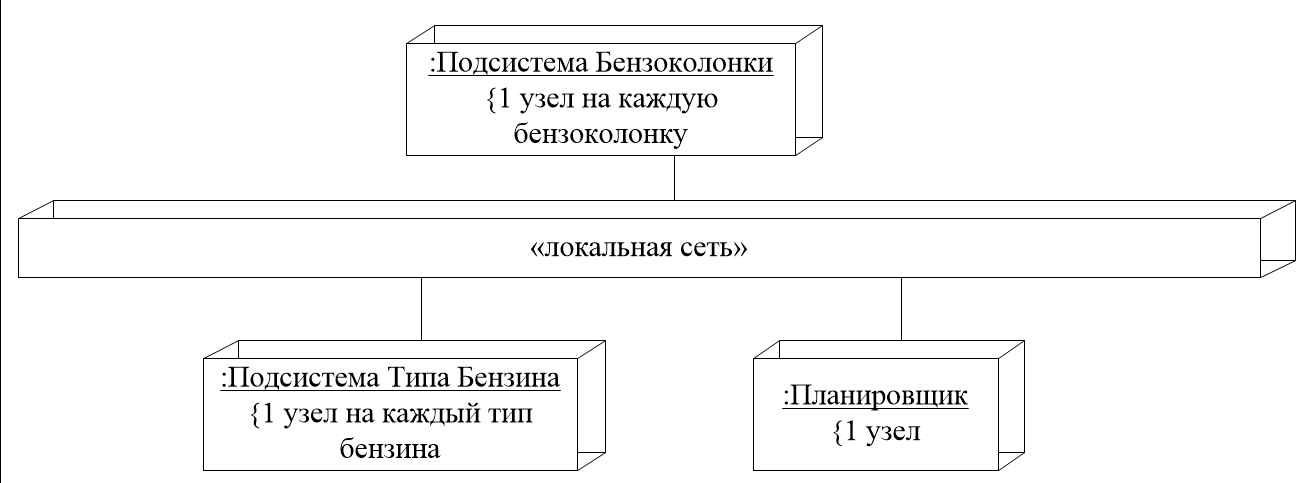 :Подсистема Бензоколонки
{1 узел на каждую
бензоколонку
«локальная сеть»
:Подсистема Типа Бензина
{1 узел на каждый тип
бензина
:Планировщик
{1 узел